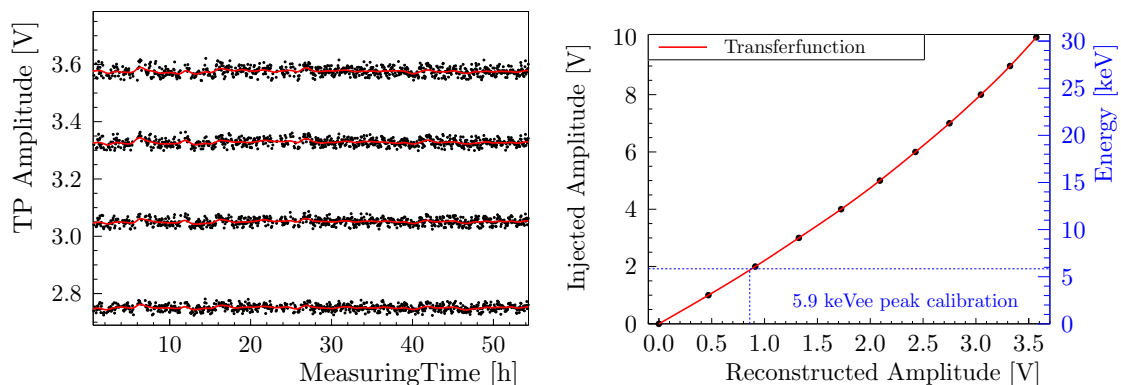 TP Amplitude [V]
3.6
3.4
3.2
3.0
2.8
10 20 30 40 50
MeasuringTime [h]
Injected Amplitude [V]
10
8
6
4
2
0
Transferfunction
5.9 keVee peak calibration
0.0 0.5 1.0 1.5 2.0 2.5 3.0 3.5
Reconstructed Amplitude [V]
30
25
20
15
10
5
0
Energy [keV]